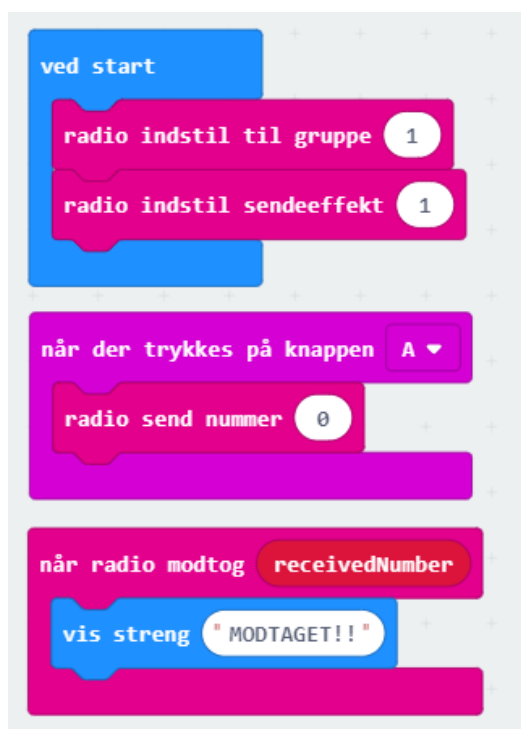 ved start
radio indstil til gruppe 1
radio indstil sendeeffekt 1
når der trykkes på knappen A
radio send nummer 0
når radio modtog receivedNumber
vis streng "MODTAGET!!"